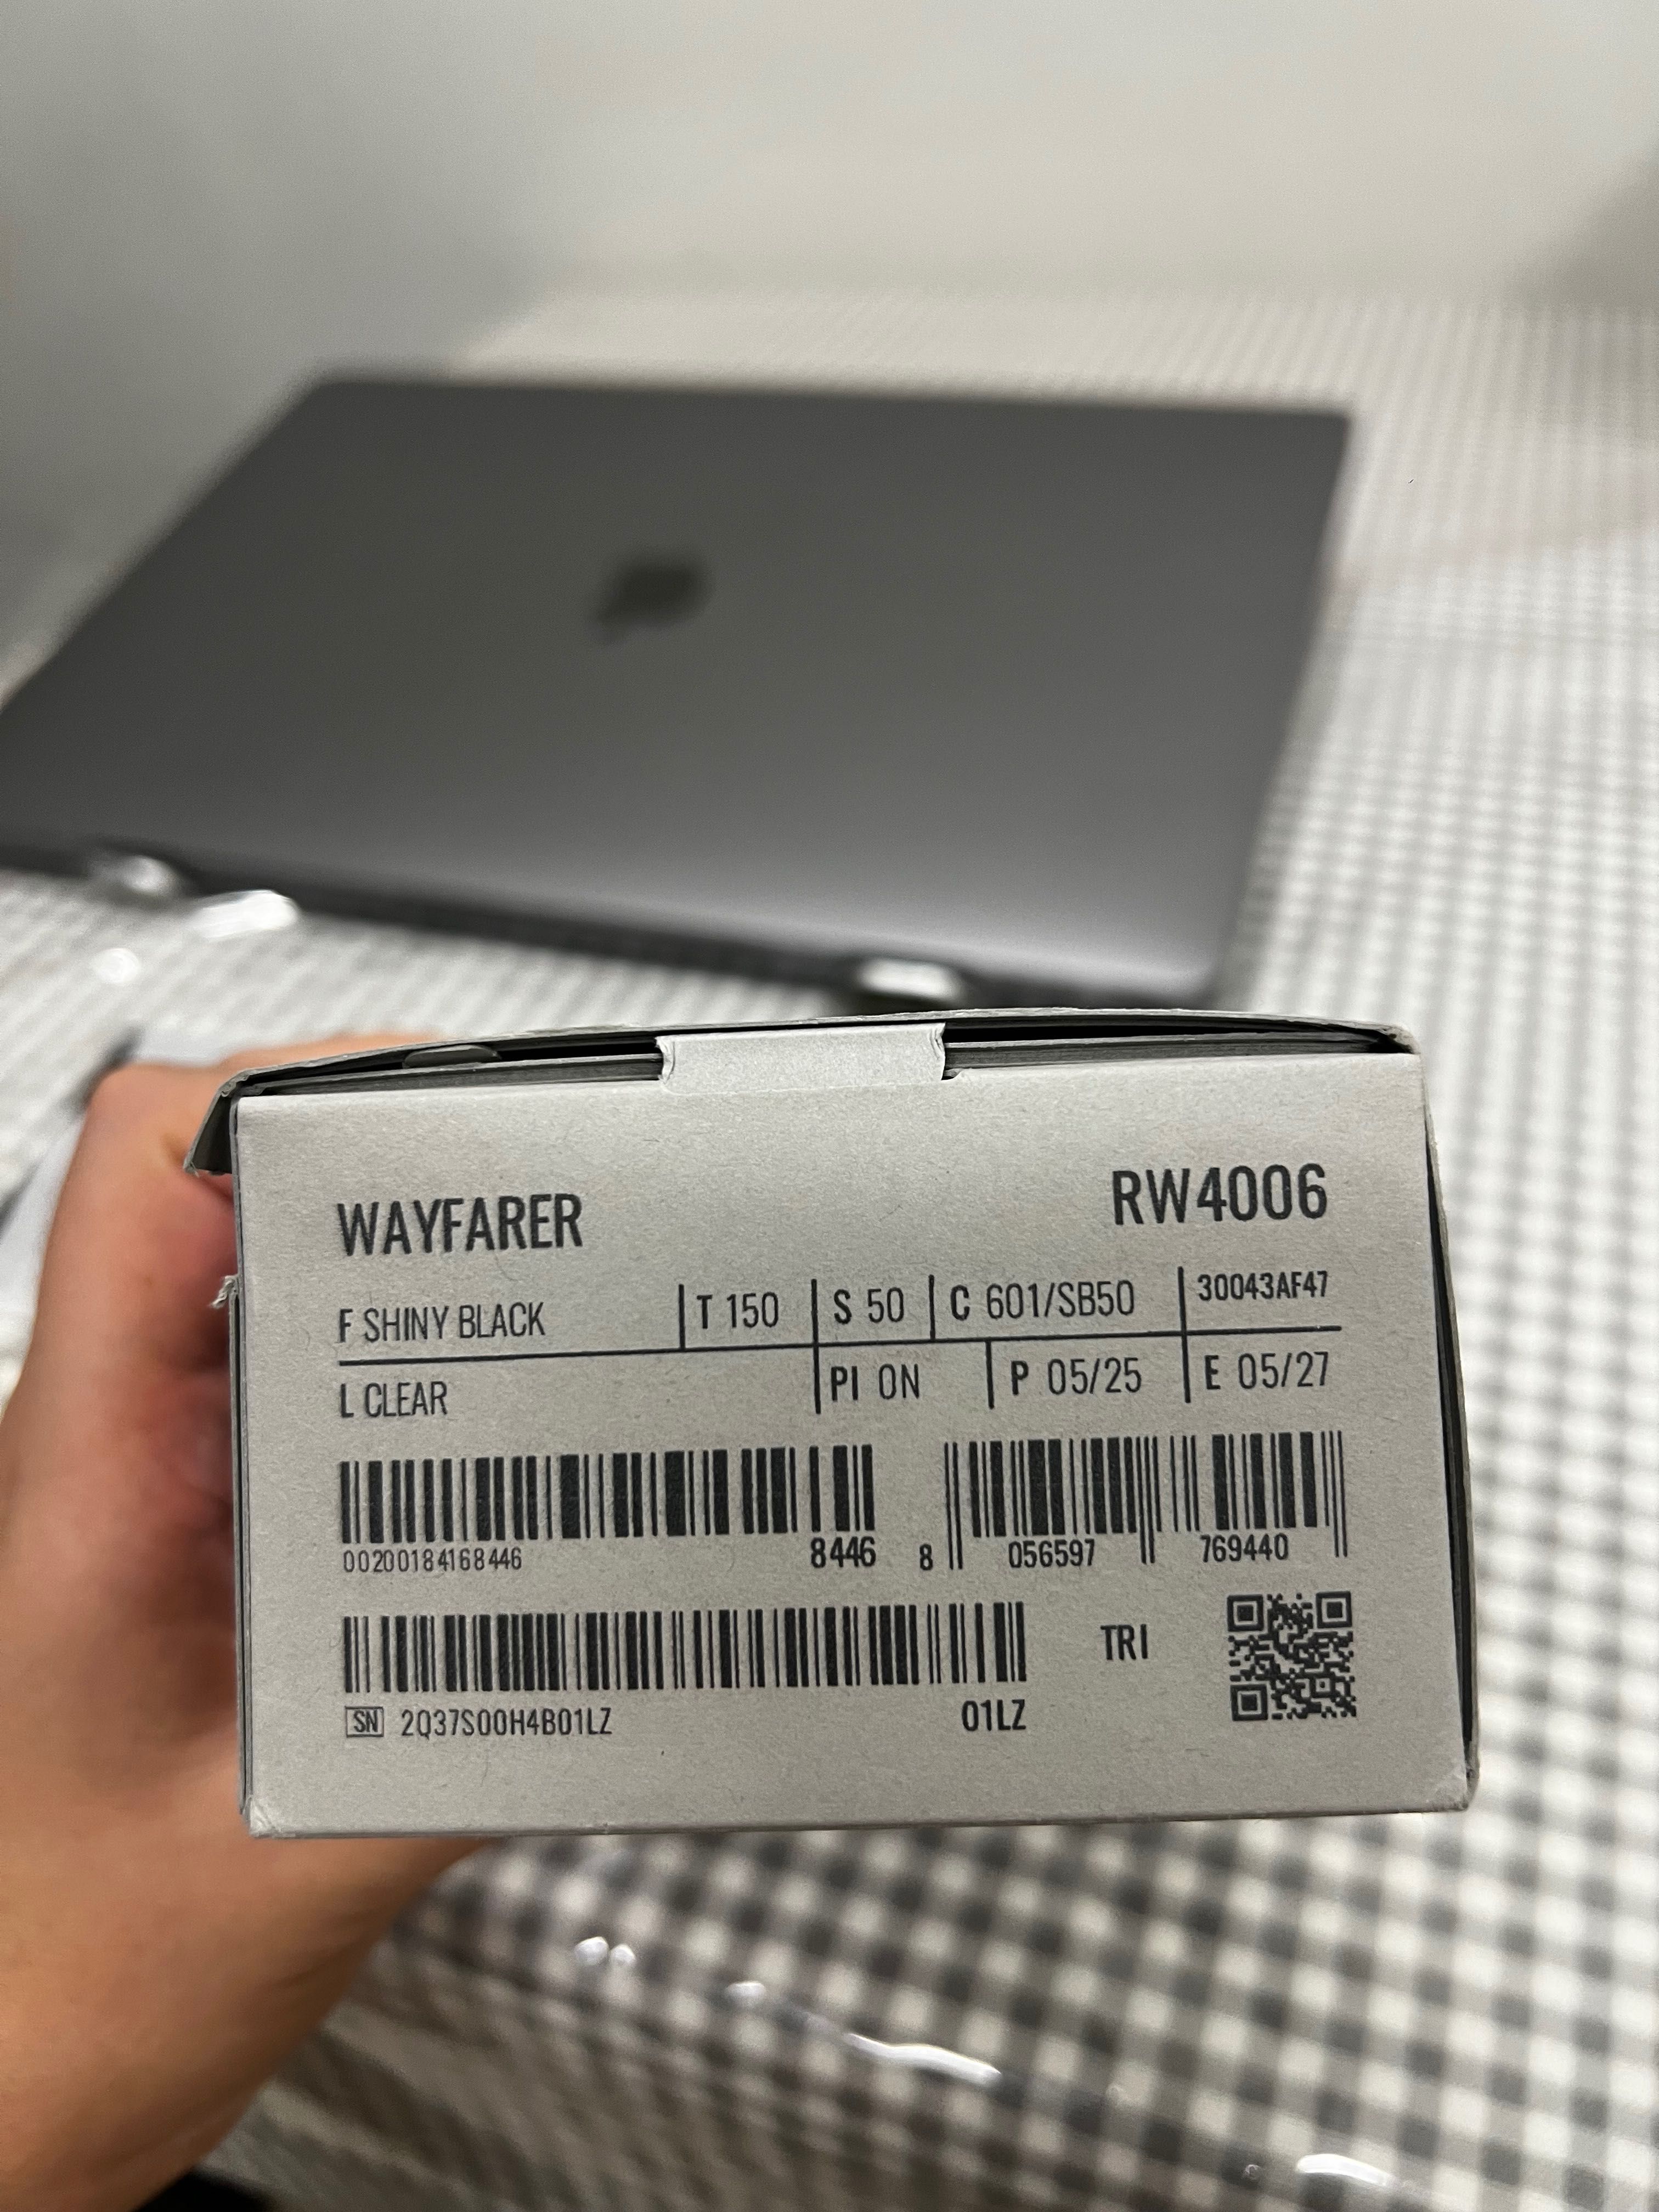 WAYFARER RW4006
F SHINY BLACK T 150 S 50 C 601/SB50 30043AF47
L CLEAR PI ON P 05/25 E 05/27
00200184168446 8446 8 056597 769440
TRI
SN 2Q37S00H4B01LZ 01LZ